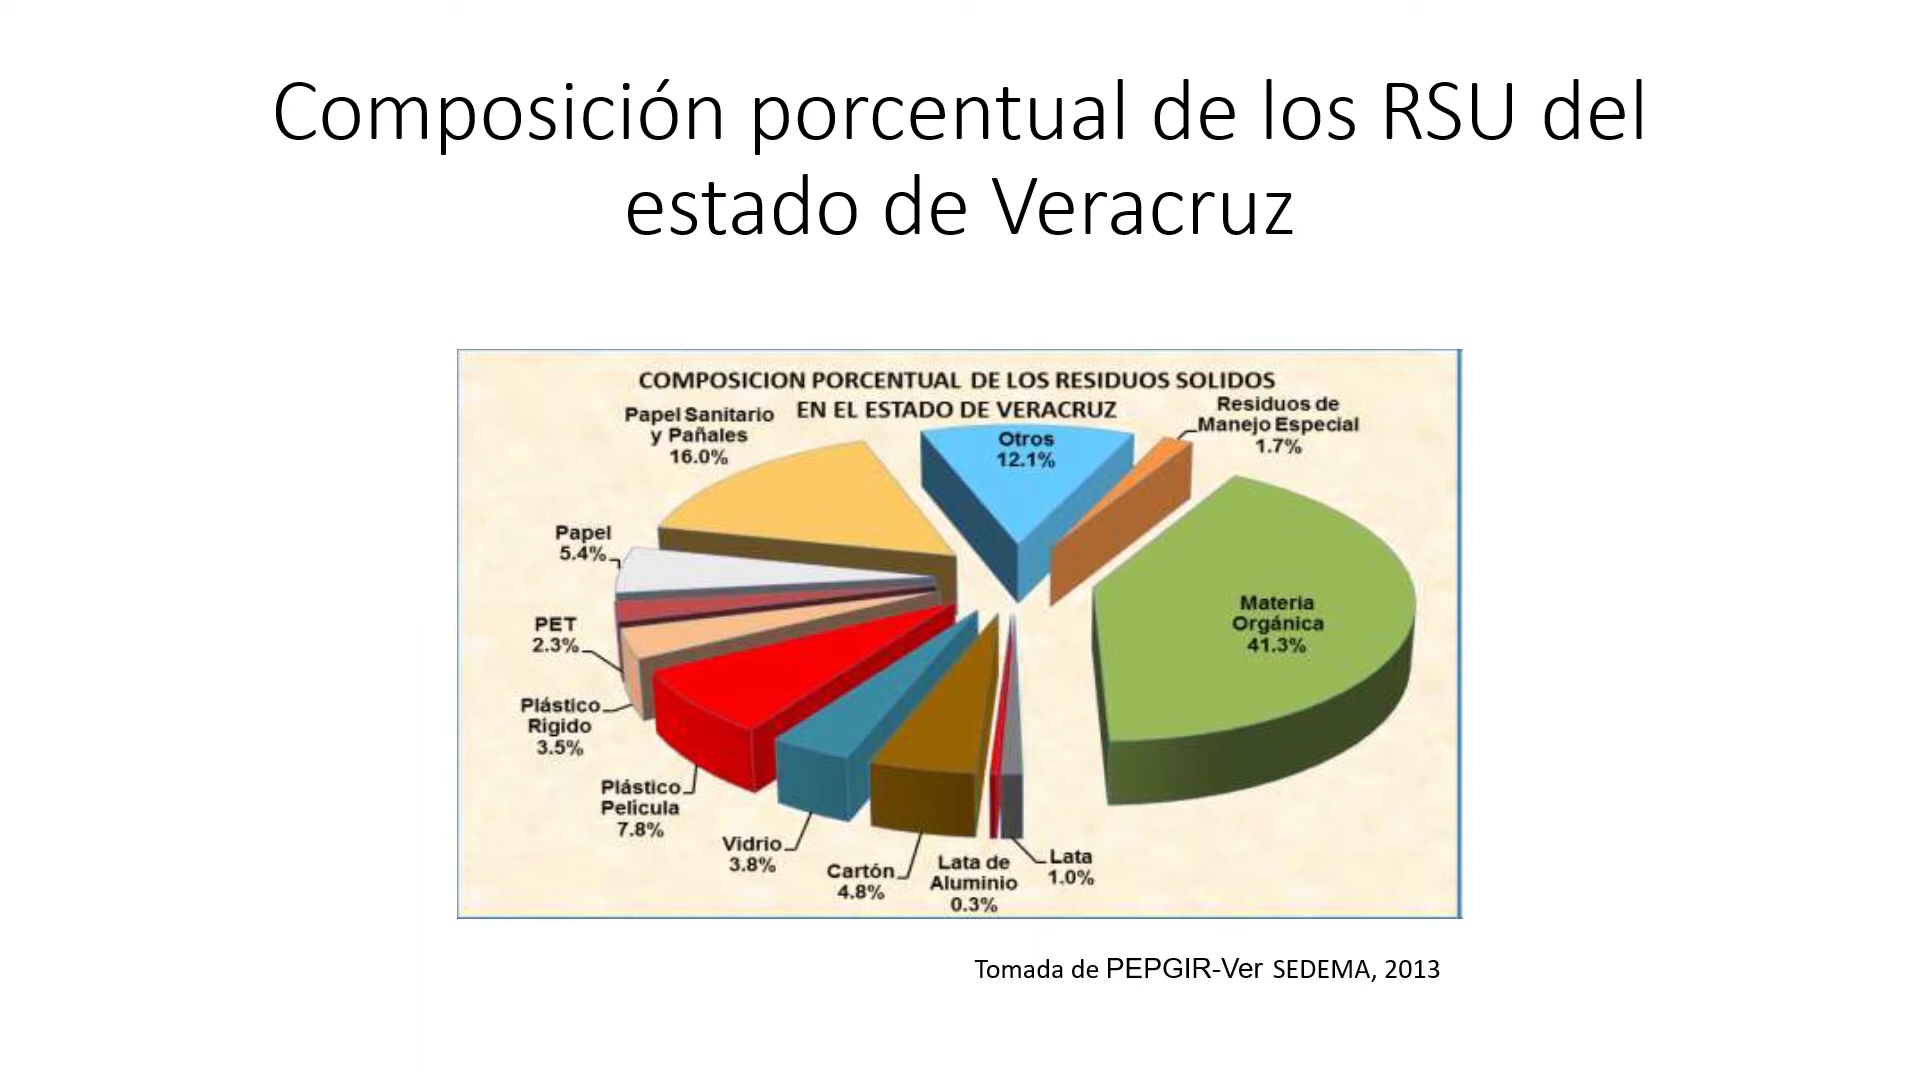 Composición porcentual de los RSU del
estado de Veracruz
COMPOSICION PORCENTUAL DE LOS RESIDUOS SOLIDOS
EN EL ESTADO DE VERACRUZ
Papel Sanitario
y Pañales
16.0%
Otros
12.1%
Residuos de
Manejo Especial
1.7%
Papel
5.4%
Materia
Orgánica
41.3%
PET
2.3%
Plástico
Rigido
3.5%
Plástico
Película
7.8%
Vidrio
3.8%
Cartón
4.8%
Lata de
Aluminio
0.3%
Lata
1.0%
Tomada de PEPGIR-Ver SEDEMA, 2013